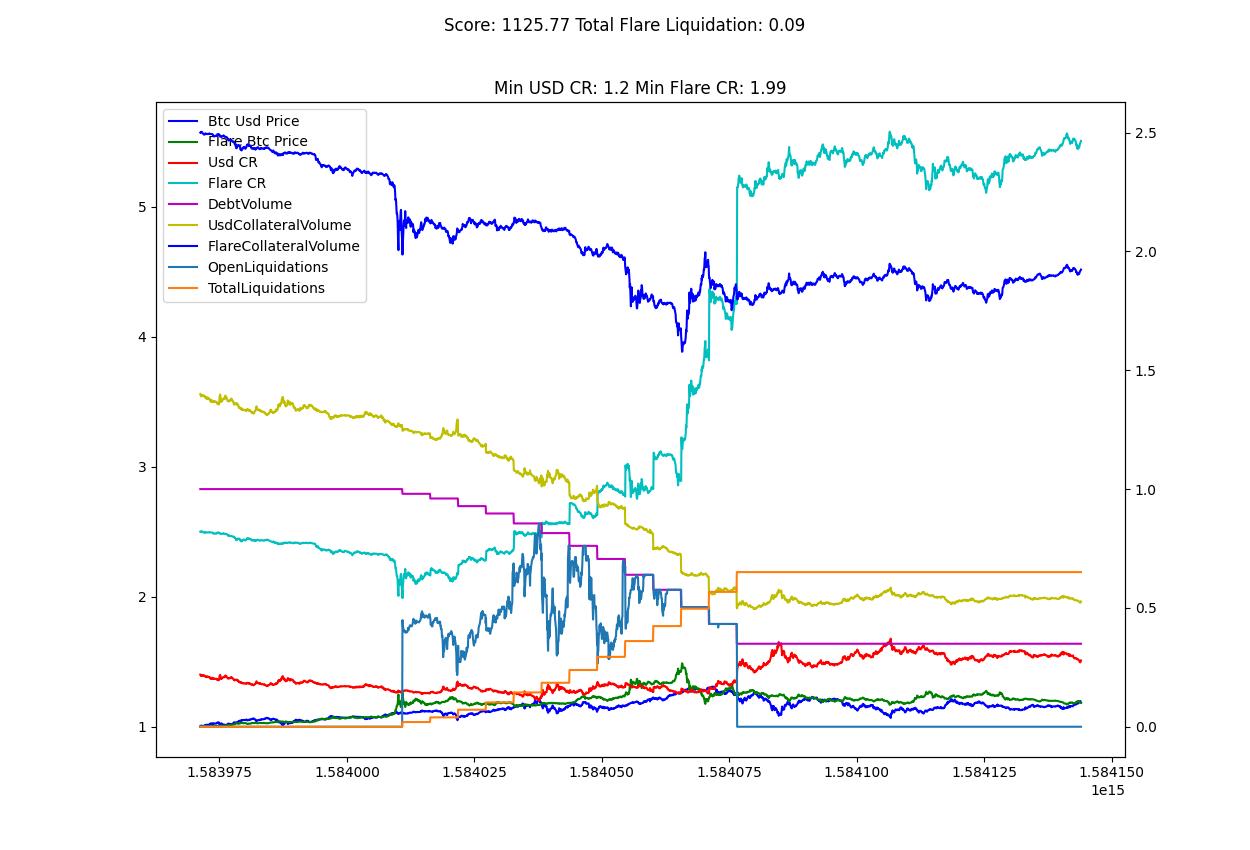 Score: 1125.77 Total Flare Liquidation: 0.09
Min USD CR: 1.2 Min Flare CR: 1.99
Btc Usd Price
Flare Btc Price
Usd CR
Flare CR
DebtVolume
UsdCollateralVolume
FlareCollateralVolume
OpenLiquidations
TotalLiquidations
5
4
3
2
1
2.5
2.0
1.5
1.0
0.5
0.0
1.583975 1.584000 1.584025 1.584050 1.584075 1.584100 1.584125 1.584150
1e15